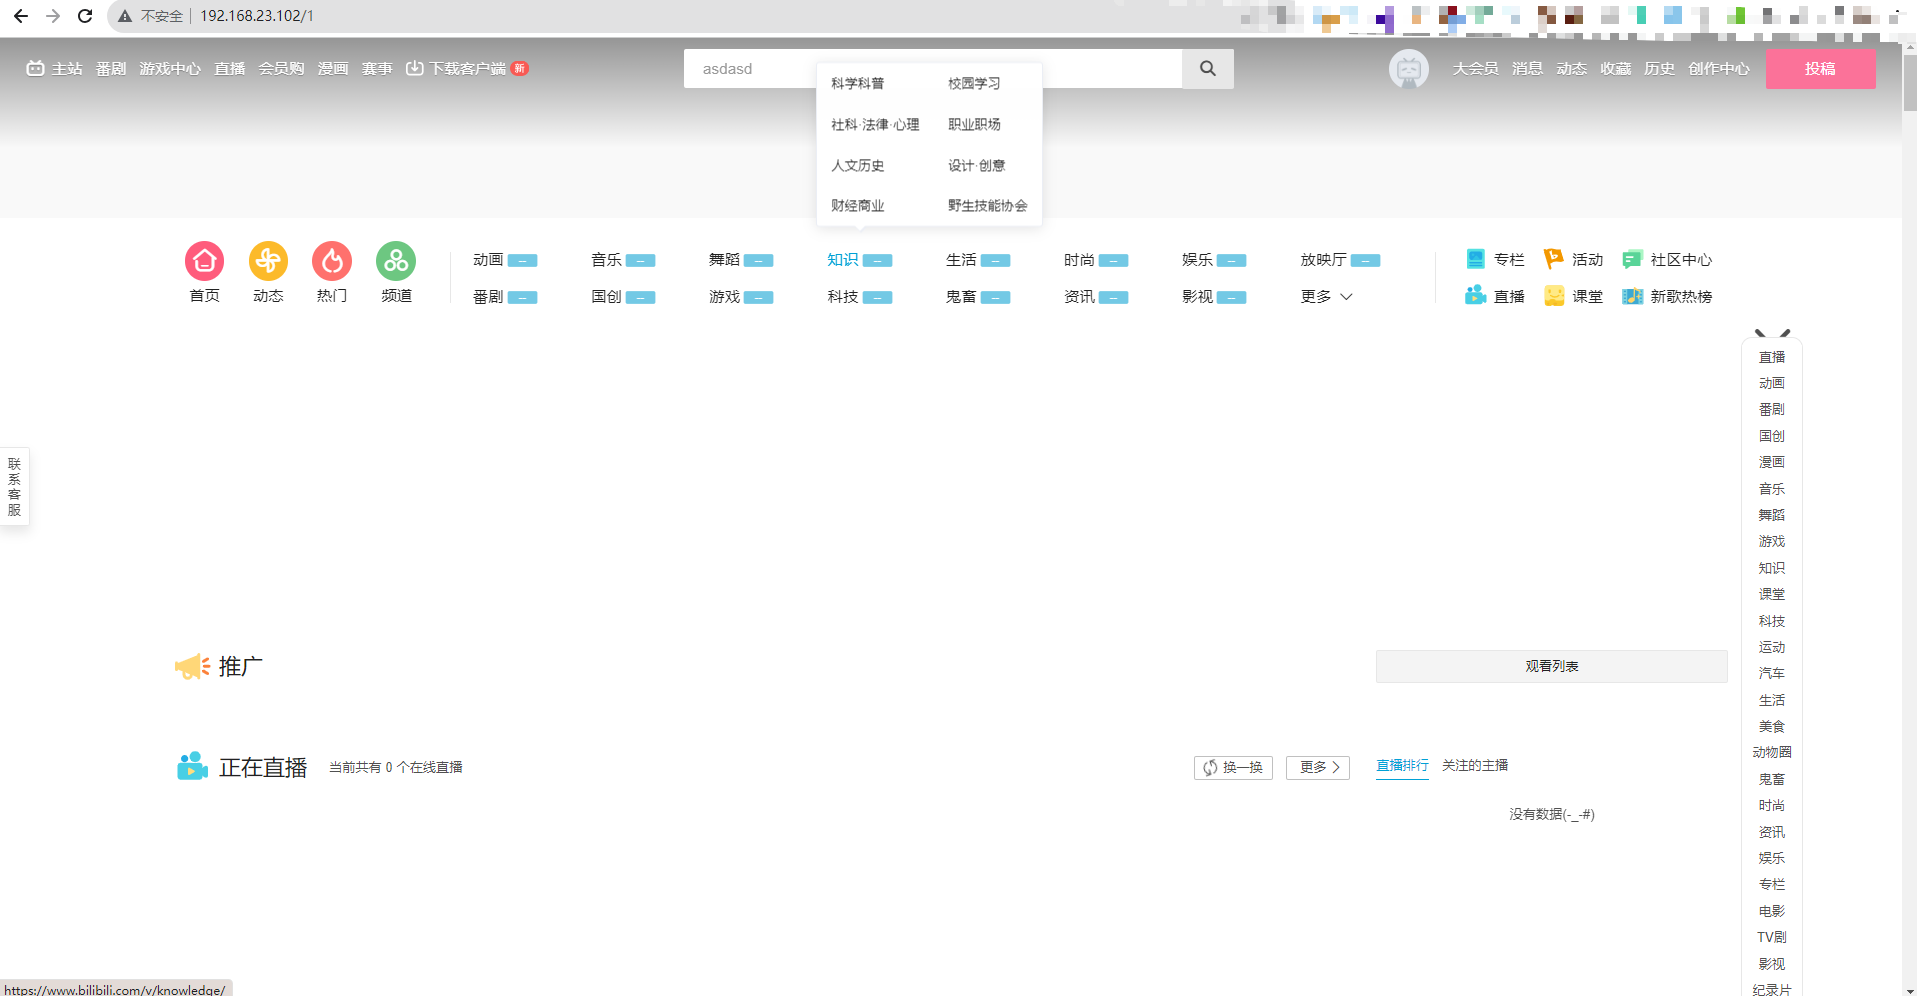 不安全 192.168.23.102/1
主站 番剧 游戏中心 直播 会员购 漫画 赛事 下载客户端 新 asdasd 大会员 消息 动态 收藏 历史 创作中心 投稿
科学科普 校园学习
社科·法律·心理 职业职场
人文历史 设计·创意
财经商业 野生技能协会
首页 动态 热门 频道
动画 -- 音乐 -- 舞蹈 -- 知识 -- 生活 -- 时尚 -- 娱乐 -- 放映厅 --
番剧 -- 国创 -- 游戏 -- 科技 -- 鬼畜 -- 资讯 -- 影视 -- 更多
专栏 活动 社区中心
直播 课堂 新歌热榜
联系客服
推广 观看列表
正在直播 当前共有 0 个在线直播 换一换 更多 直播排行 关注的主播
没有数据(-_-#)
直播
动画
番剧
国创
漫画
音乐
舞蹈
游戏
知识
课堂
科技
运动
汽车
生活
美食
动物圈
鬼畜
时尚
资讯
娱乐
专栏
电影
TV剧
影视
纪录片
https://www.bilibili.com/v/knowledge/